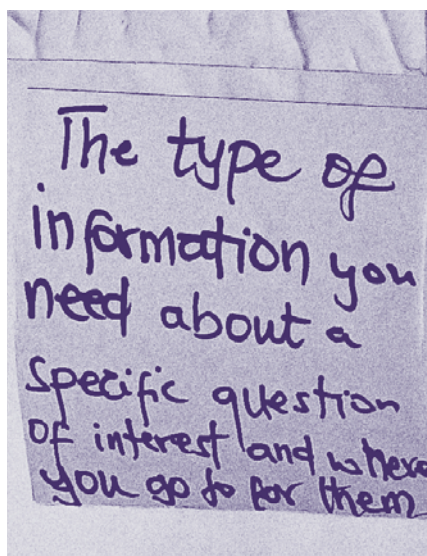 The type of
information you
need about a
specific question
of interest and where
you go to for them